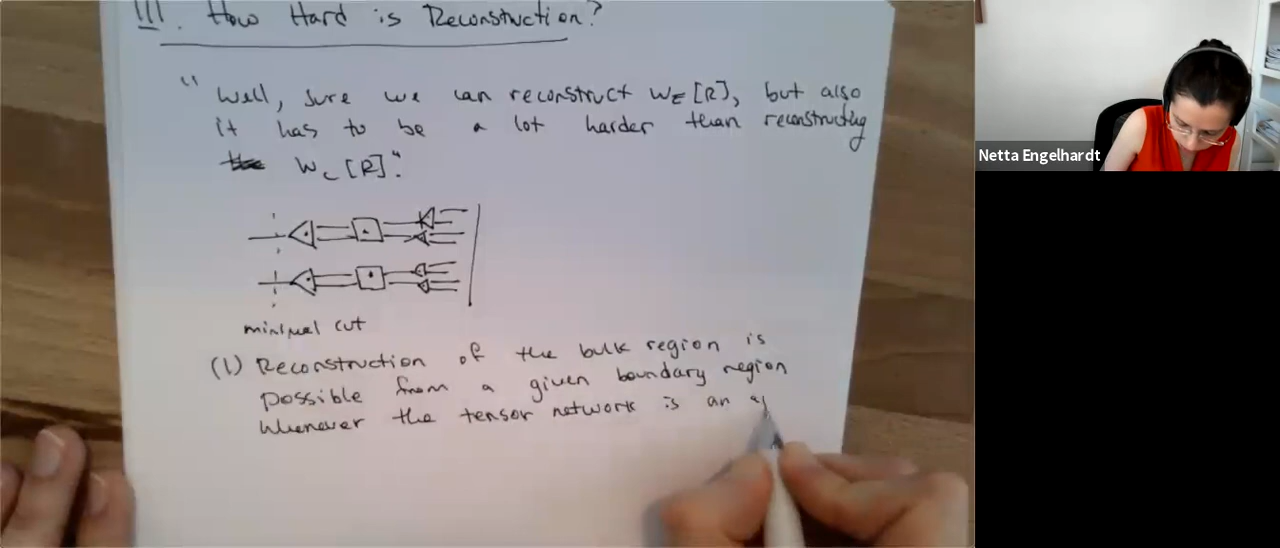 III. How Hard is Reconstruction?
"Well, sure we can reconstruct W_E[R], but also
it has to be a lot harder than reconstructing
W_C[R]."
minimal cut
(1) Reconstruction of the bulk region is
possible from a given boundary region
whenever the tensor network is an a
Netta Engelhardt